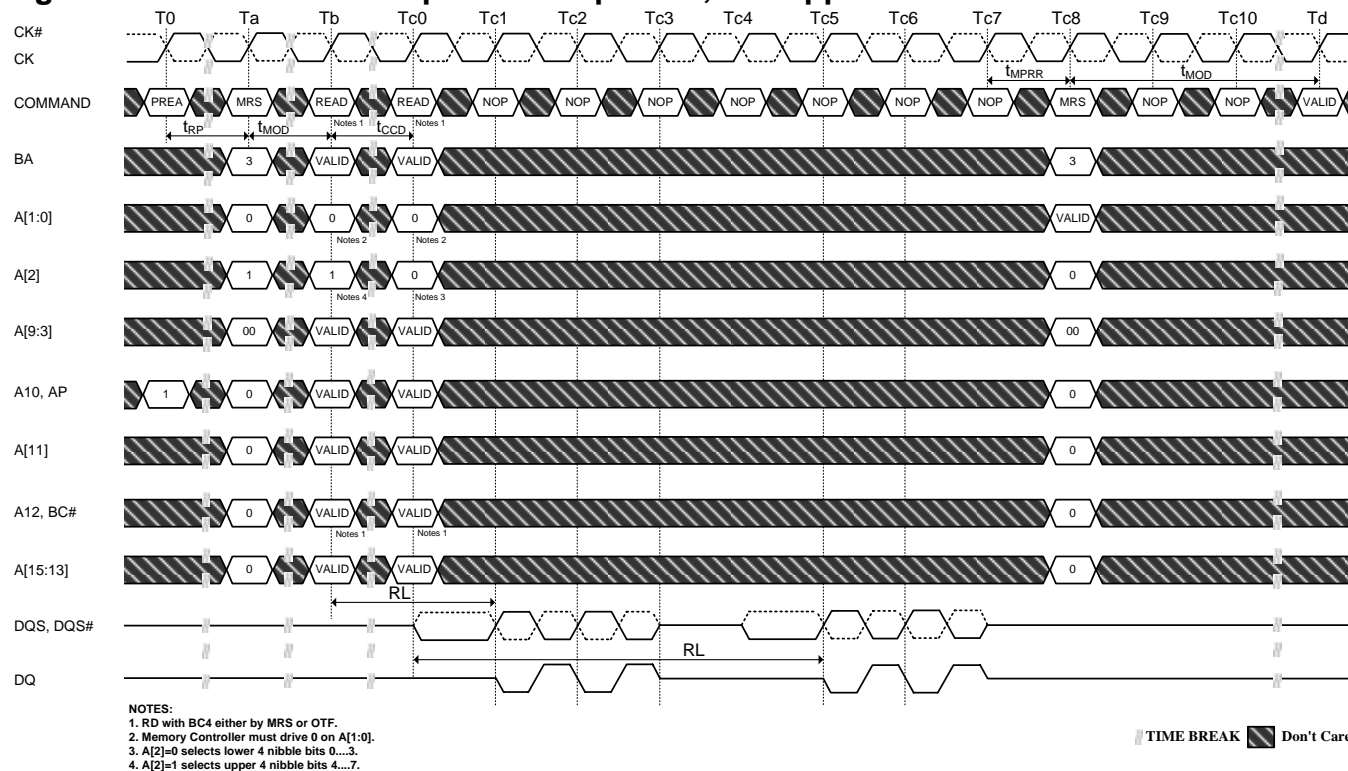 T0 Ta Tb Tc0 Tc1 Tc2 Tc3 Tc4 Tc5 Tc6 Tc7 Tc8 Tc9 Tc10 Td
CK#
CK
tMPRR tMOD
COMMAND PREA MRS READ READ NOP NOP NOP NOP NOP NOP NOP MRS NOP NOP VALID
Notes 1 Notes 1
tRP tMOD tCCD
BA 3 VALID VALID 3
A[1:0] 0 0 0 VALID
Notes 2 Notes 2
A[2] 1 1 0 0
Notes 4 Notes 3
A[9:3] 00 VALID VALID 00
A10, AP 1 0 VALID VALID 0
A[11] 0 VALID VALID 0
A12, BC# 0 VALID VALID 0
Notes 1 Notes 1
A[15:13] 0 VALID VALID 0
RL
DQS, DQS#
RL
DQ
NOTES:
1. RD with BC4 either by MRS or OTF.
2. Memory Controller must drive 0 on A[1:0].
3. A[2]=0 selects lower 4 nibble bits 0....3.
4. A[2]=1 selects upper 4 nibble bits 4....7.
TIME BREAK Don't Care